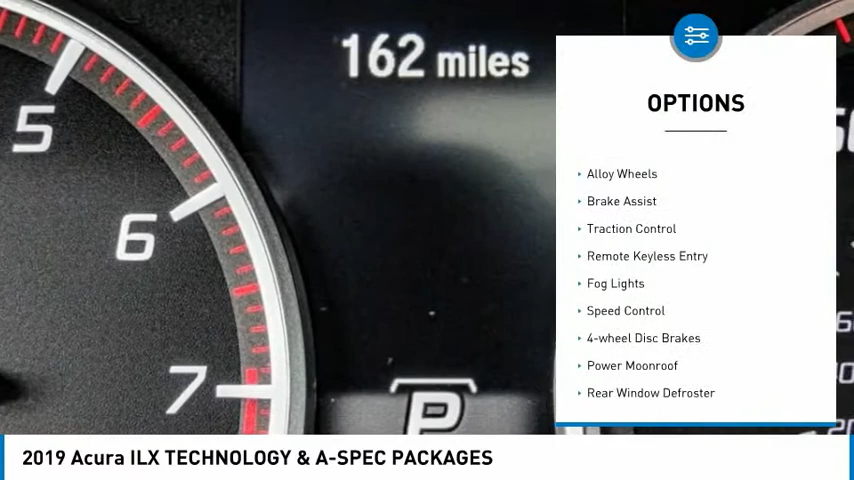 162 miles
5
6
7
P
OPTIONS
Alloy Wheels
Brake Assist
Traction Control
Remote Keyless Entry
Fog Lights
Speed Control
4-wheel Disc Brakes
Power Moonroof
Rear Window Defroster
2019 Acura ILX TECHNOLOGY & A-SPEC PACKAGES